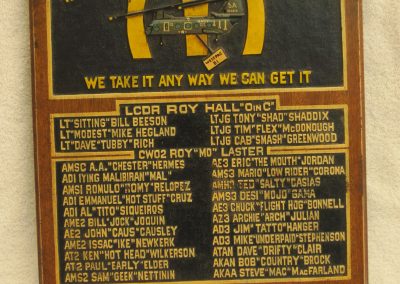 SA
WE TAKE IT ANY WAY WE CAN GET IT
LCDR ROY HALL "O in C"
LT "SITTING" BILL BEESON
LT "MODEST" MIKE HEGLAND
LT "DAVE" "TUBBY" RICH
LTJG TONY "SHAD" SHADDIX
LTJG TIM "FLEX" McDONOUGH
LTJG CAB "SMASH" GREENWOOD
CWO2 ROY "MD" LASTER
AMSC A.A. "CHESTER" HERMES
AD1 IYING MALIBIRAN "MAL"
AMS1 ROMULO "ROMY" RELOPEZ
AD1 EMMANUEL "HOT STUFF" CRUZ
AD1 AL "TITO" SIQUEIROS
AME2 BILL "JOCK" JOQUIN
AE2 JOHN "CAUS" CAUSLEY
AME2 ISSAC "IKE" NEWKERK
AT2 KEN "HOT HEAD" WILKERSON
AT2 PAUL "EARLY" ELDER
AMS2 SAM "GEEK" NETTININ
AE3 ERIC "THE MOUTH" JORDAN
AMS3 MARIO "LOW RIDER" CORONA
TED "SALTY" CASIAS
AMS3 DESI "MOJO" GAMA
AE3 CHUCK "FLIGHT HOG" BONNELL
AZ3 ARCHIE "ARCH" JULIAN
AD3 JIM "TATTO" HANGER
AD3 MIKE "UNDERPAID" STEPHENSON
ATAN DAVE "DRIFTY" CLAIR
AKAN BOB "COUNTRY" BROCK
AKAA STEVE "MAC" MacFARLAND